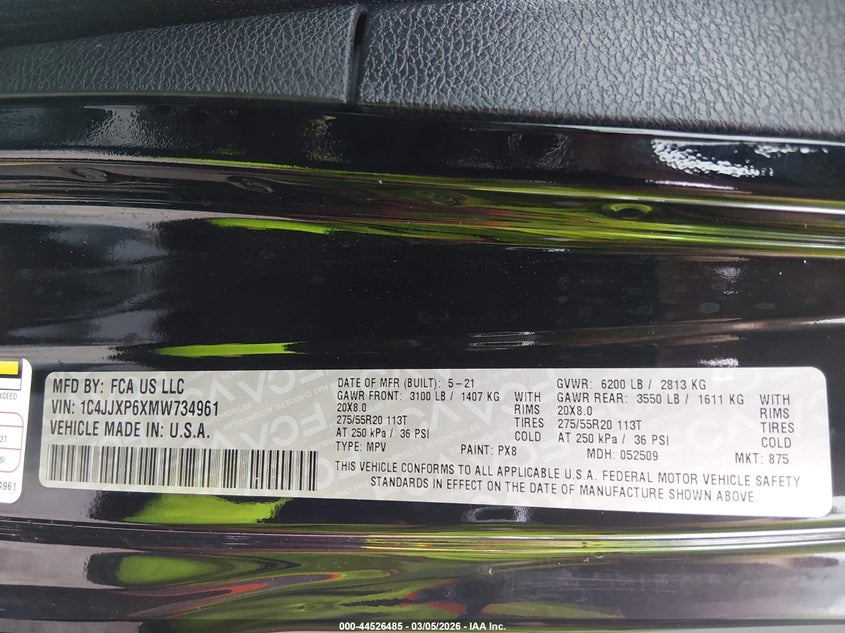 XCEED
MFD BY: FCA US LLC
VIN: 1C4JJXP6XMW734961
VEHICLE MADE IN: U.S.A.
DATE OF MFR (BUILT): 5-21
GAWR FRONT: 3100 LB / 1407 KG WITH
20X8.0 RIMS
275/55R20 113T TIRES
AT 250 kPa / 36 PSI COLD
TYPE: MPV PAINT: PX8
GVWR: 6200 LB / 2813 KG
GAWR REAR: 3550 LB / 1611 KG WITH
20X8.0 RIMS
275/55R20 113T TIRES
AT 250 kPa / 36 PSI COLD
MDH: 052509 MKT: 875
THIS VEHICLE CONFORMS TO ALL APPLICABLE U.S.A. FEDERAL MOTOR VEHICLE SAFETY
STANDARDS IN EFFECT ON THE DATE OF MANUFACTURE SHOWN ABOVE.
4961
000-44526485 - 03/05/2026 - IAA Inc.